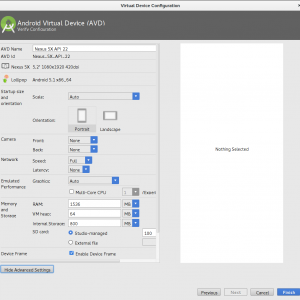 Virtual Device Configuration
Android Virtual Device (AVD)
Verify Configuration
AVD Name Nexus 5X API 22
AVD Id Nexus_5X_API_22
Nexus 5X 5.2" 1080x1920 420dpi
Lollipop Android 5.1 x86_64
Startup size and orientation
Scale: Auto
Orientation:
Portrait Landscape
Camera Front: None
Back: None
Network Speed: Full
Latency: None
Emulated Performance
Graphics: Auto
Multi-Core CPU
Memory and Storage
RAM: 1536 MB
VM heap: 64 MB
Internal Storage: 800 MB
SD card: Studio-managed 100
External file
Device Frame Enable Device Frame
Hide Advanced Settings
Nothing Selected
Previous Next Cancel Finish